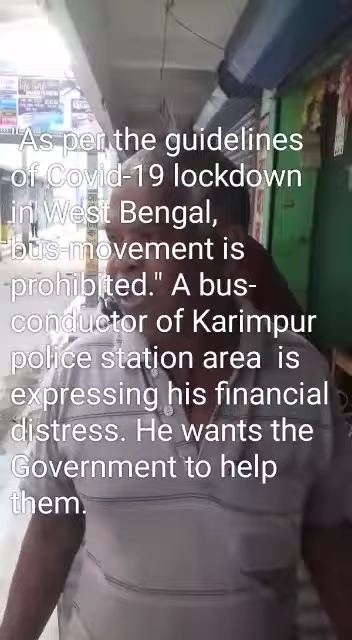 "As per the guidelines
of Covid-19 lockdown
in West Bengal,
bus-movement is
prohibited." A bus-
conductor of Karimpur
police station area  is
expressing his financial
distress. He wants the
Government to help
them.